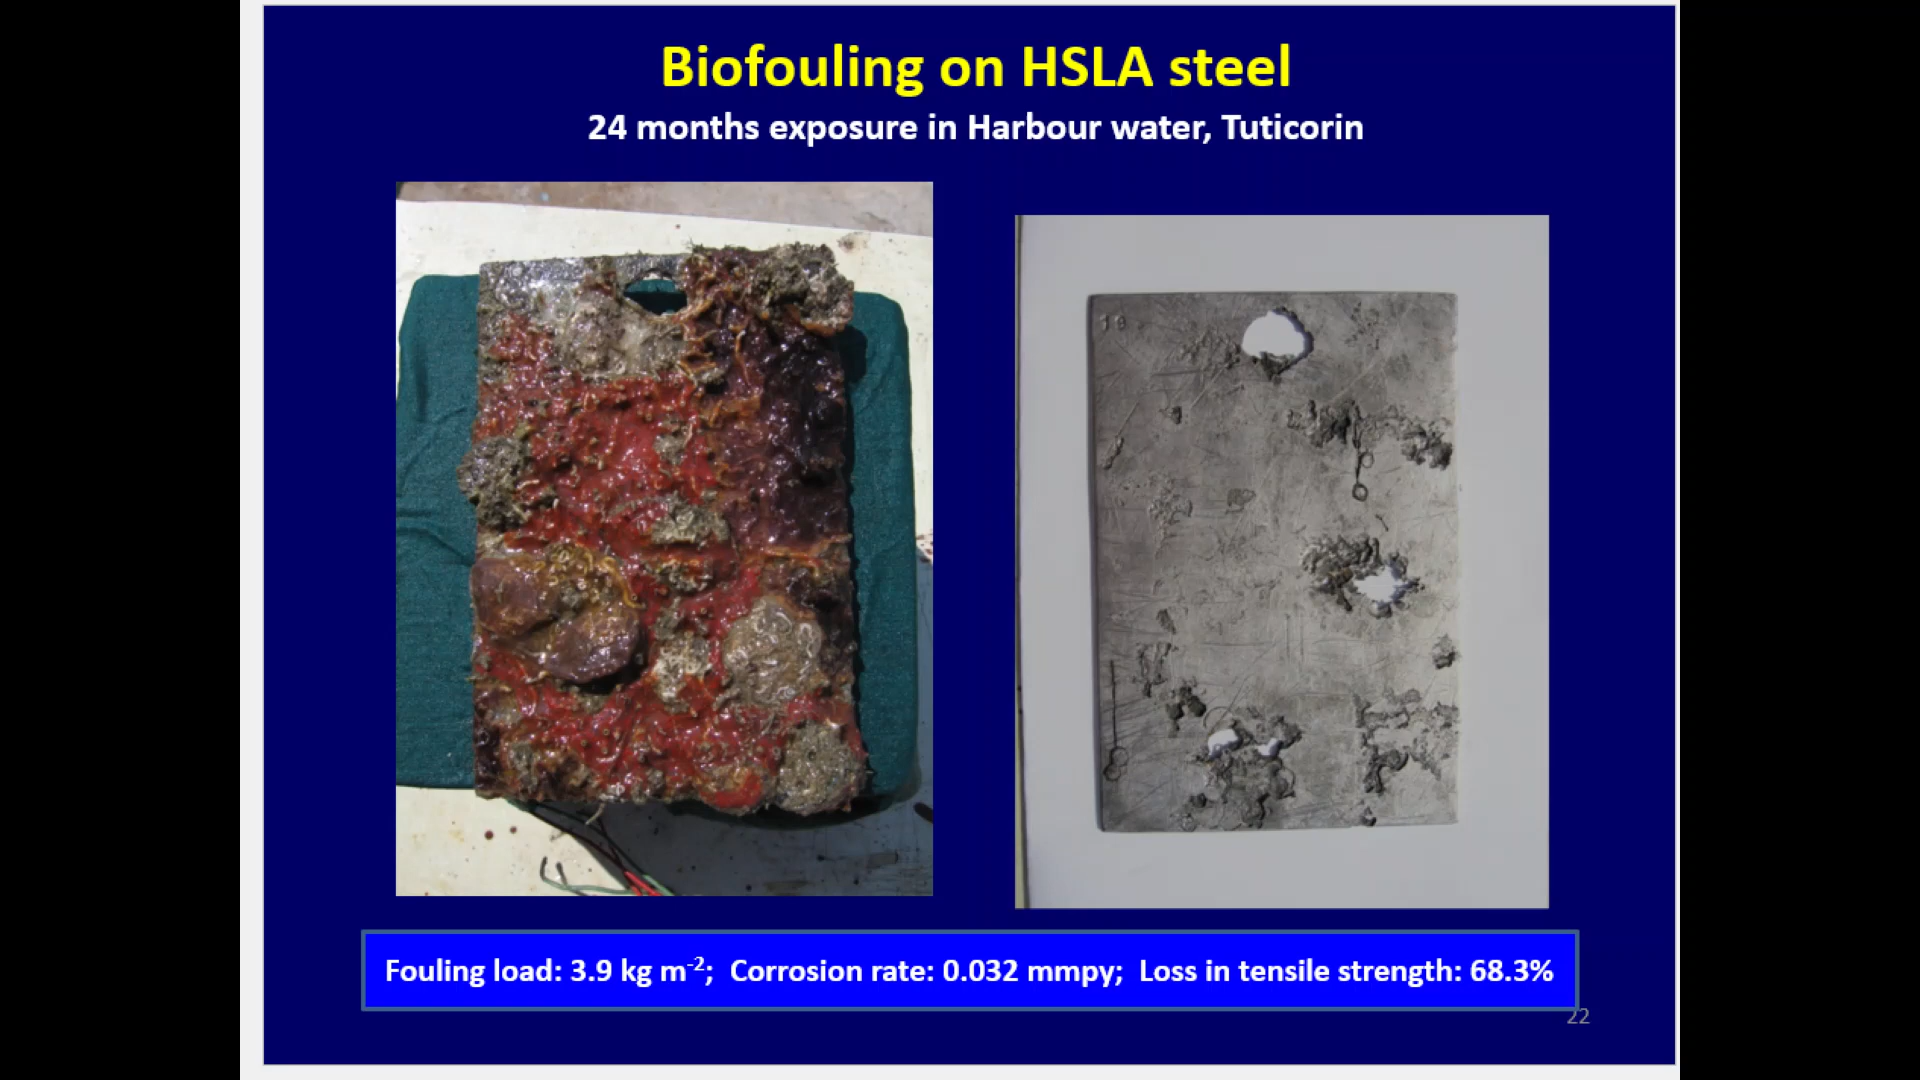 Biofouling on HSLA steel
24 months exposure in Harbour water, Tuticorin
Fouling load: 3.9 kg m⁻²; Corrosion rate: 0.032 mmpy; Loss in tensile strength: 68.3%
22